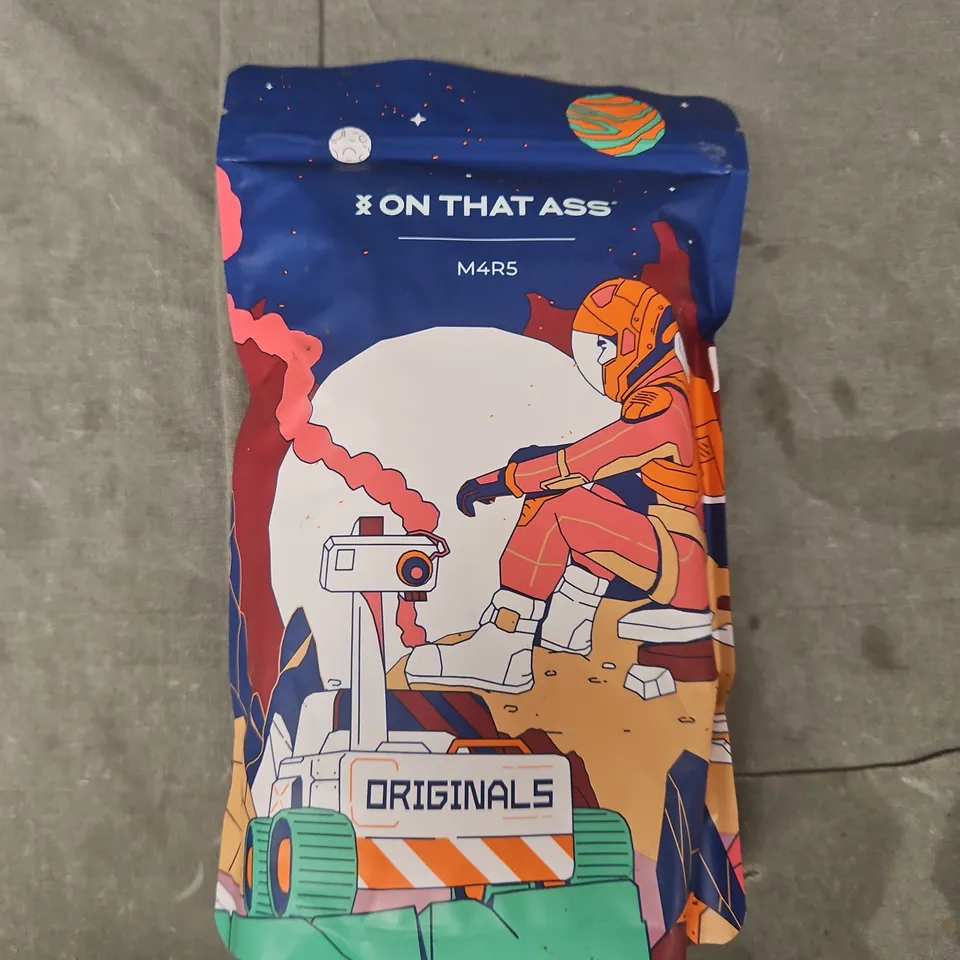 ON THAT ASS
M4R5
ORIGINALS